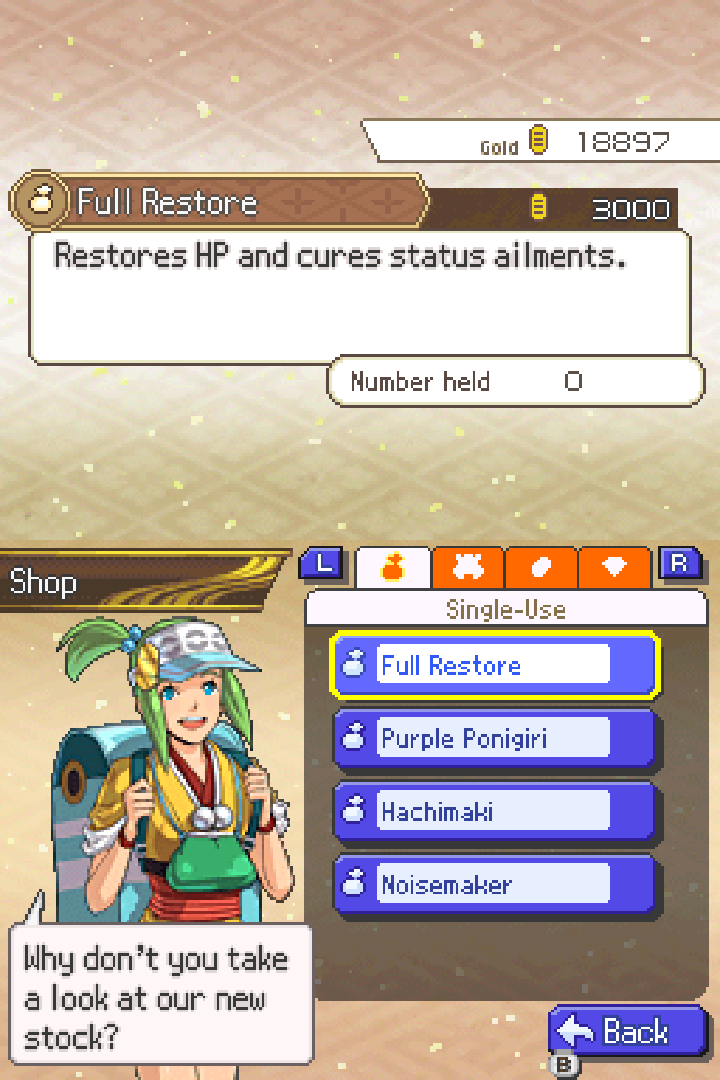 Gold 18897
Full Restore 3000
Restores HP and cures status ailments.
Number held 0
Shop
L R
Single-Use
Full Restore
Purple Ponigiri
Hachimaki
Noisemaker
Why don't you take
a look at our new
stock?
Back
B